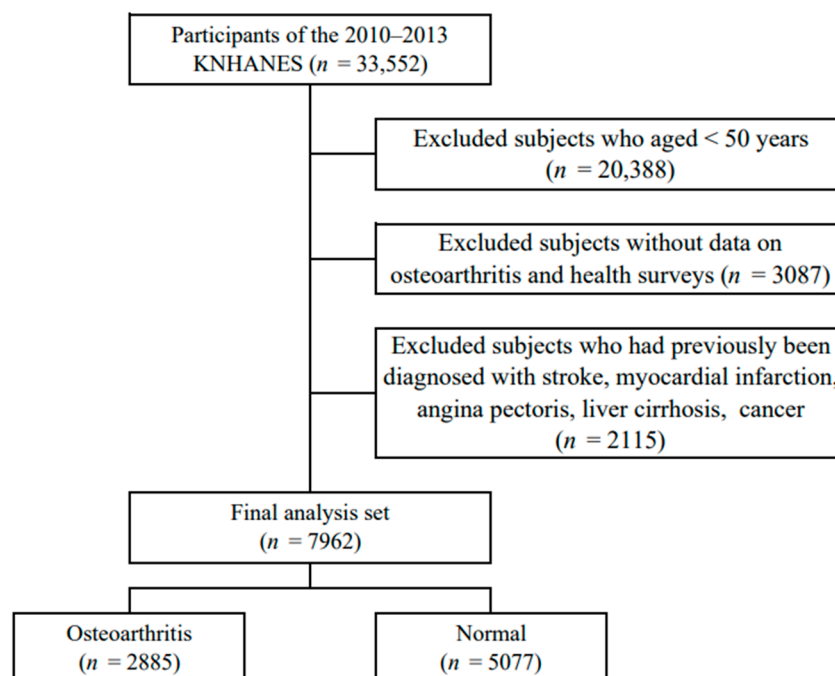 Participants of the 2010–2013
KNHANES (n = 33,552)
Excluded subjects who aged < 50 years
(n = 20,388)
Excluded subjects without data on
osteoarthritis and health surveys (n = 3087)
Excluded subjects who had previously been
diagnosed with stroke, myocardial infarction,
angina pectoris, liver cirrhosis, cancer
(n = 2115)
Final analysis set
(n = 7962)
Osteoarthritis
(n = 2885)
Normal
(n = 5077)